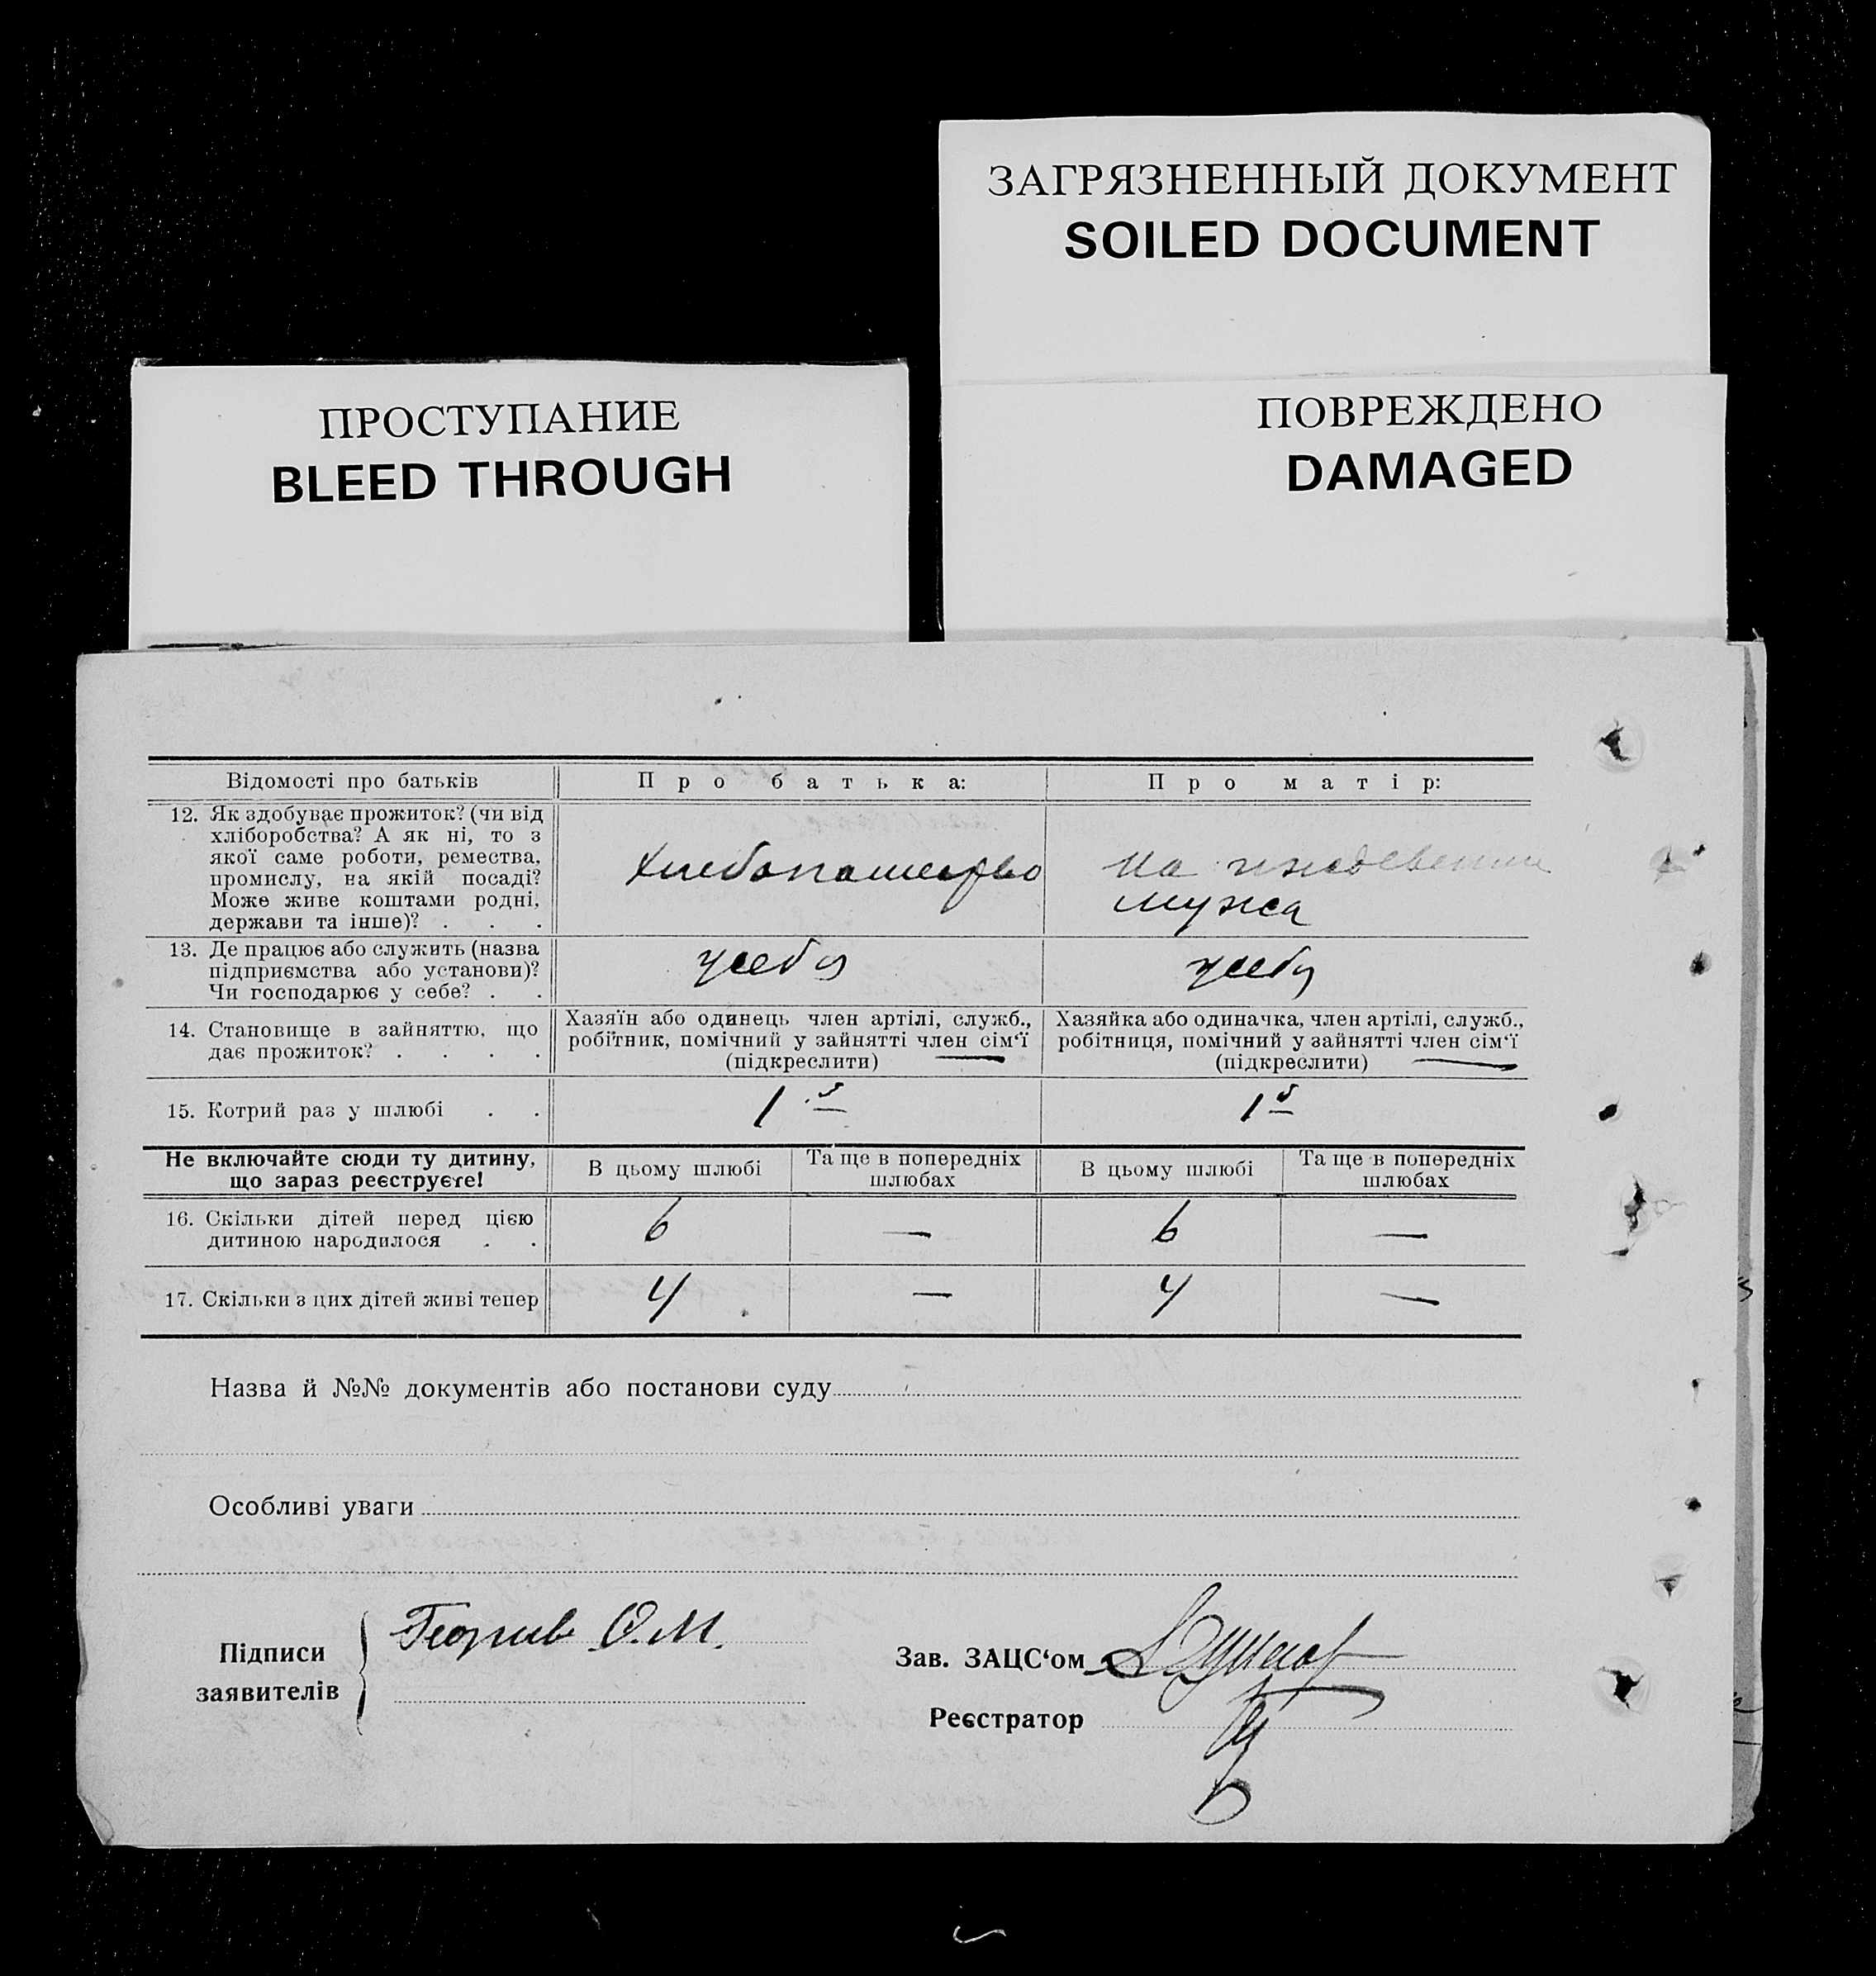 ЗАГРЯЗНЕННЫЙ ДОКУМЕНТ
SOILED DOCUMENT
ПРОСТУПАНИЕ
BLEED THROUGH
ПОВРЕЖДЕНО
DAMAGED
Відомості про батьків
Про батька:
Про матір:
12. Як здобуває прожиток? (чи від
хліборобства? А як ні, то з
якої саме роботи, ремества,
промислу, на якій посаді?
Може живе коштами родні,
держави та інше)? . . .
Хлебопашество
На иждевении
мужа
13. Де працює або служить (назва
підприємства або установи)?
Чи господарює у себе? . .
у себя
у себя
14. Становище в зайняттю, що
дає прожиток? . . . .
Хазяїн або одинець член артілі, служб.,
робітник, помічний у зайнятті член сім‘ї
(підкреслити)
Хазяйка або одиначка, член артілі, служб.,
робітниця, помічний у зайнятті член сім‘ї
(підкреслити)
15. Котрий раз у шлюбі . .
1й
1й
Не включайте сюди ту дитину,
що зараз реєструєте!
В цьому шлюбі
Та ще в попередніх
шлюбах
В цьому шлюбі
Та ще в попередніх
шлюбах
16. Скільки дітей перед цією
дитиною народилося . .
6
—
6
—
17. Скільки з цих дітей живі тепер
4
—
4
—
Назва й №№ документів або постанови суду
Особливі уваги
Підписи
заявителів
О. М.
Зав. ЗАЦС‘ом
Реєстратор